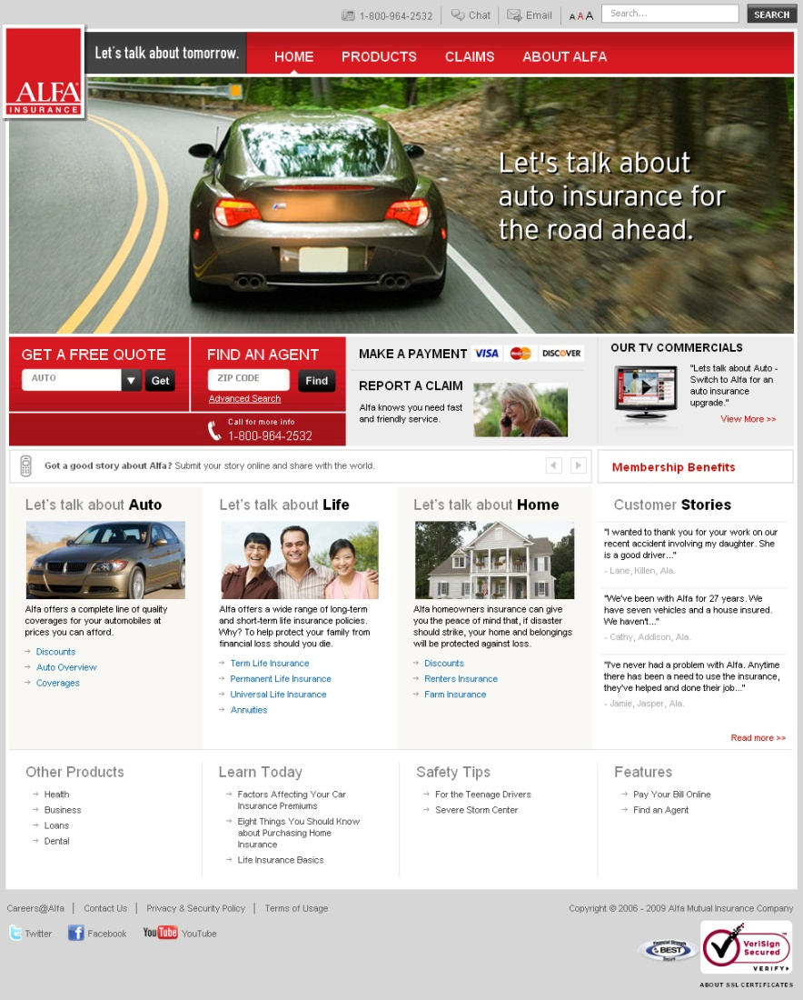 1-800-964-2532
Chat
Email
A A A
Search...
SEARCH
ALFA
INSURANCE
Let's talk about tomorrow.
HOME
PRODUCTS
CLAIMS
ABOUT ALFA
Let's talk about
auto insurance for
the road ahead.
GET A FREE QUOTE
AUTO
Get
FIND AN AGENT
ZIP CODE
Find
Advanced Search
Call for more info
1-800-964-2532
MAKE A PAYMENT
VISA
MasterCard
DISCOVER
REPORT A CLAIM
Alfa knows you need fast
and friendly service.
OUR TV COMMERCIALS
"Lets talk about Auto -
Switch to Alfa for an
auto insurance
upgrade."
View More >>
Got a good story about Alfa? Submit your story online and share with the world.
Membership Benefits
Let's talk about Auto
Alfa offers a complete line of quality
coverages for your automobiles at
prices you can afford.
Discounts
Auto Overview
Coverages
Let's talk about Life
Alfa offers a wide range of long-term
and short-term life insurance policies.
Why? To help protect your family from
financial loss should you die.
Term Life Insurance
Permanent Life Insurance
Universal Life Insurance
Annuities
Let's talk about Home
Alfa homeowners insurance can give
you the peace of mind that, if disaster
should strike, your home and belongings
will be protected against loss.
Discounts
Renters Insurance
Farm Insurance
Customer Stories
"I wanted to thank you for your work on our
recent accident involving my daughter. She
is a good driver..."
- Lane, Killen, Ala.
"We've been with Alfa for 27 years. We
have seven vehicles and a house insured.
We haven't..."
- Cathy, Addison, Ala.
"I've never had a problem with Alfa. Anytime
there has been a need to use the insurance,
they've helped and done their job..."
- Jamie, Jasper, Ala.
Read more >>
Other Products
Health
Business
Loans
Dental
Learn Today
Factors Affecting Your Car
Insurance Premiums
Eight Things You Should Know
about Purchasing Home
Insurance
Life Insurance Basics
Safety Tips
For the Teenage Drivers
Severe Storm Center
Features
Pay Your Bill Online
Find an Agent
Careers@Alfa
Contact Us
Privacy & Security Policy
Terms of Usage
Copyright © 2006 - 2009 Alfa Mutual Insurance Company
Twitter
Facebook
YouTube
YouTube
Financial Strength
BEST
Secure
VeriSign
Secured
VERIFY
ABOUT SSL CERTIFICATES